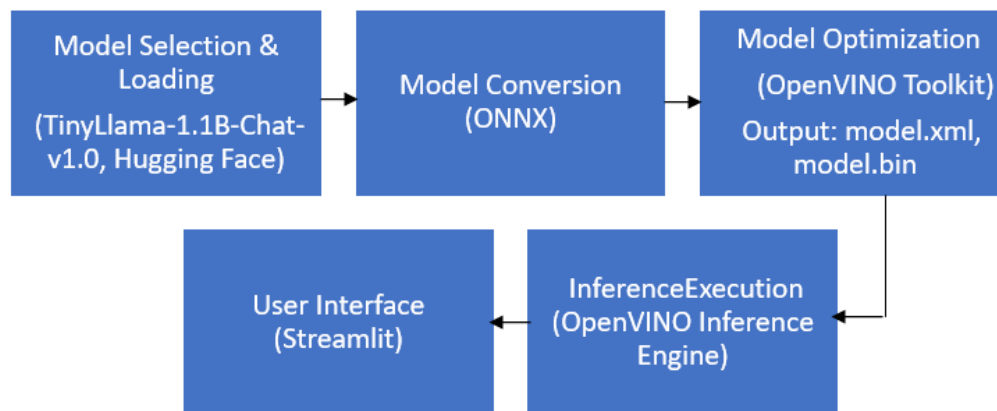 Model Selection &
Loading
(TinyLlama-1.1B-Chat-
v1.0, Hugging Face)
Model Conversion
(ONNX)
Model Optimization
(OpenVINO Toolkit)
Output: model.xml,
model.bin
User Interface
(Streamlit)
InferenceExecution
(OpenVINO Inference
Engine)